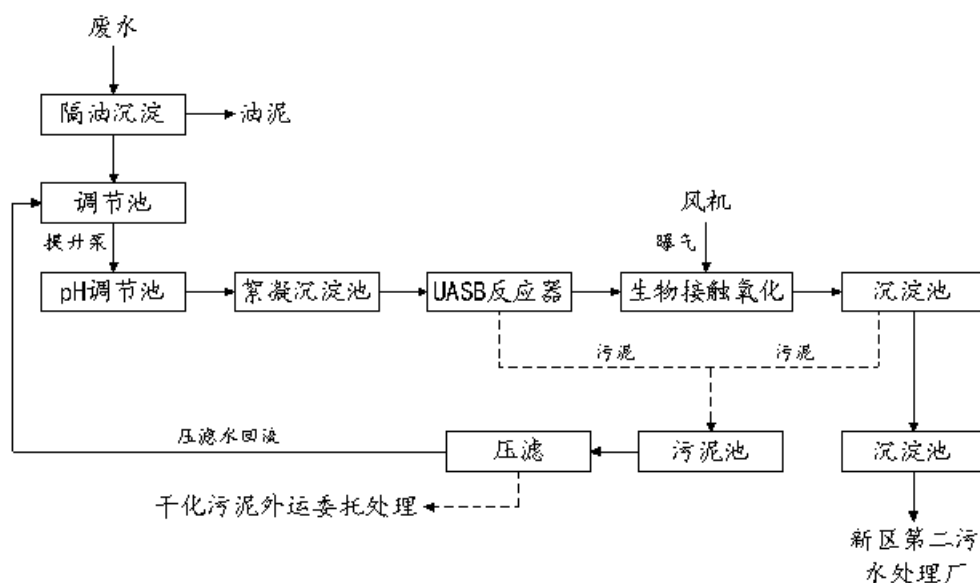 废水
隔油沉淀
油泥
调节池
风机
提升泵
曝气
pH调节池
絮凝沉淀池
UASB反应器
生物接触氧化
沉淀池
污泥
污泥
压滤水回流
压滤
污泥池
沉淀池
干化污泥外运委托处理
新区第二污
水处理厂